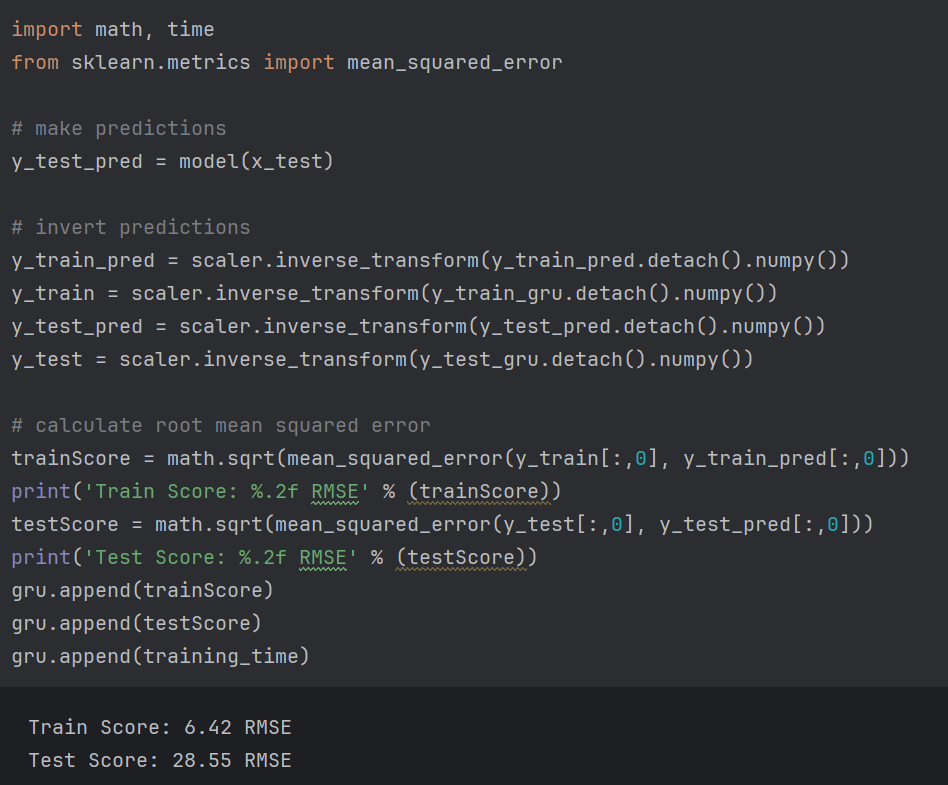 import math, time
from sklearn.metrics import mean_squared_error
# make predictions
y_test_pred = model(x_test)
# invert predictions
y_train_pred = scaler.inverse_transform(y_train_pred.detach().numpy())
y_train = scaler.inverse_transform(y_train_gru.detach().numpy())
y_test_pred = scaler.inverse_transform(y_test_pred.detach().numpy())
y_test = scaler.inverse_transform(y_test_gru.detach().numpy())
# calculate root mean squared error
trainScore = math.sqrt(mean_squared_error(y_train[:,0], y_train_pred[:,0]))
print('Train Score: %.2f RMSE' % (trainScore))
testScore = math.sqrt(mean_squared_error(y_test[:,0], y_test_pred[:,0]))
print('Test Score: %.2f RMSE' % (testScore))
gru.append(trainScore)
gru.append(testScore)
gru.append(training_time)
Train Score: 6.42 RMSE
Test Score: 28.55 RMSE